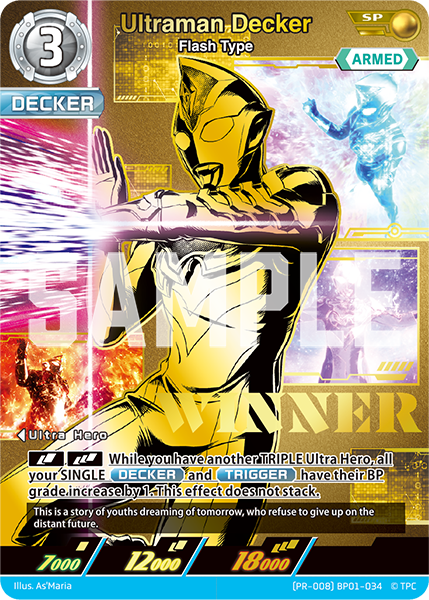 Ultraman Decker
SP
3
Flash Type
ARMED
DECKER
SAMPLE
WINNER
Ultra Hero
While you have another TRIPLE Ultra Hero, all
your SINGLE DECKER and TRIGGER have their BP
grade increase by 1. This effect does not stack.
This is a story of youths dreaming of tomorrow, who refuse to give up on the
distant future.
7000 12000 18000
Illus. As'Maria [PR-008] BP01-034 © TPC